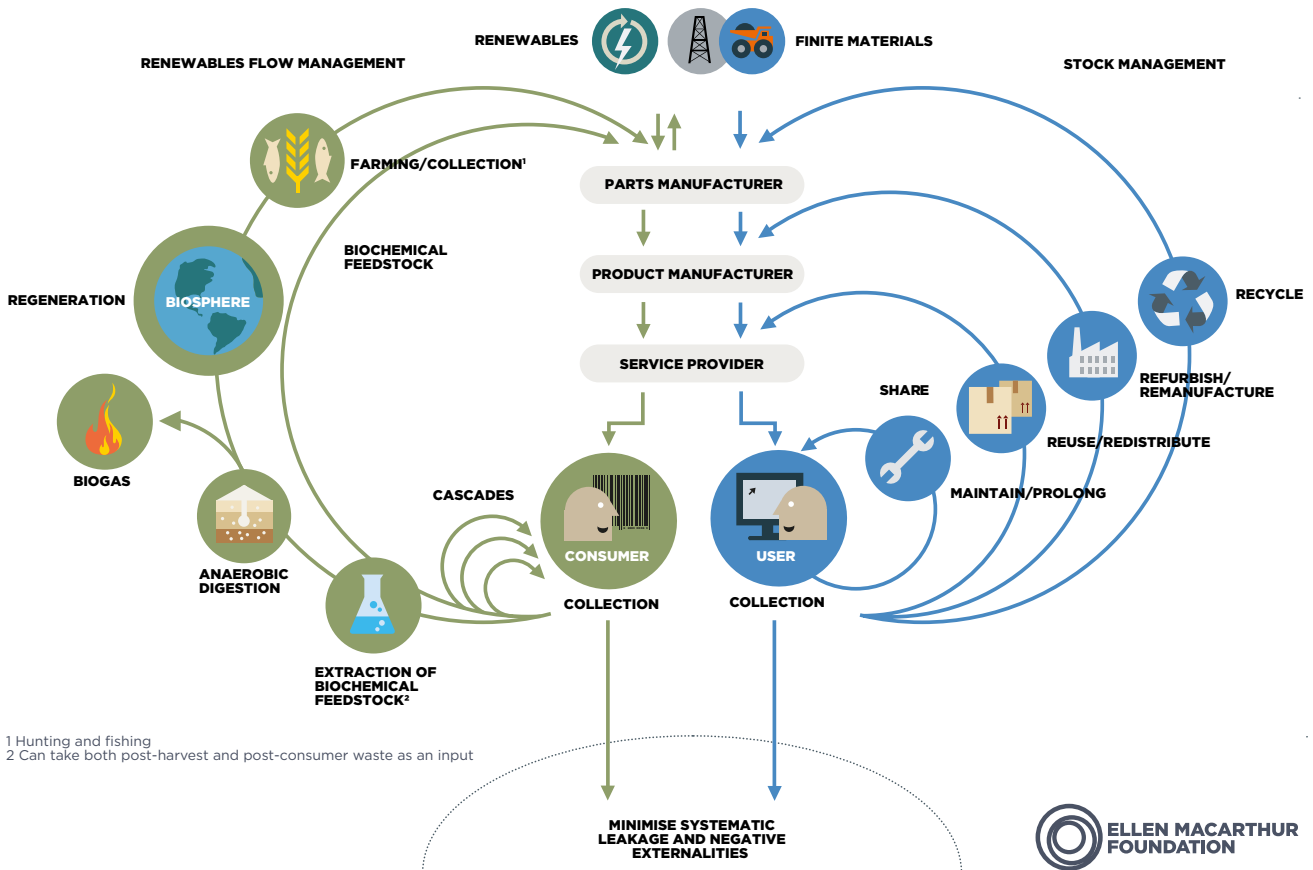 RENEWABLES
FINITE MATERIALS
RENEWABLES FLOW MANAGEMENT
STOCK MANAGEMENT
FARMING/COLLECTION¹
PARTS MANUFACTURER
BIOCHEMICAL
FEEDSTOCK
PRODUCT MANUFACTURER
REGENERATION
BIOSPHERE
RECYCLE
SERVICE PROVIDER
SHARE
REFURBISH/
REMANUFACTURE
REUSE/REDISTRIBUTE
BIOGAS
CASCADES
MAINTAIN/PROLONG
CONSUMER
USER
ANAEROBIC
DIGESTION
COLLECTION
COLLECTION
EXTRACTION OF
BIOCHEMICAL
FEEDSTOCK²
1 Hunting and fishing
2 Can take both post-harvest and post-consumer waste as an input
MINIMISE SYSTEMATIC
LEAKAGE AND NEGATIVE
EXTERNALITIES
ELLEN MACARTHUR
FOUNDATION